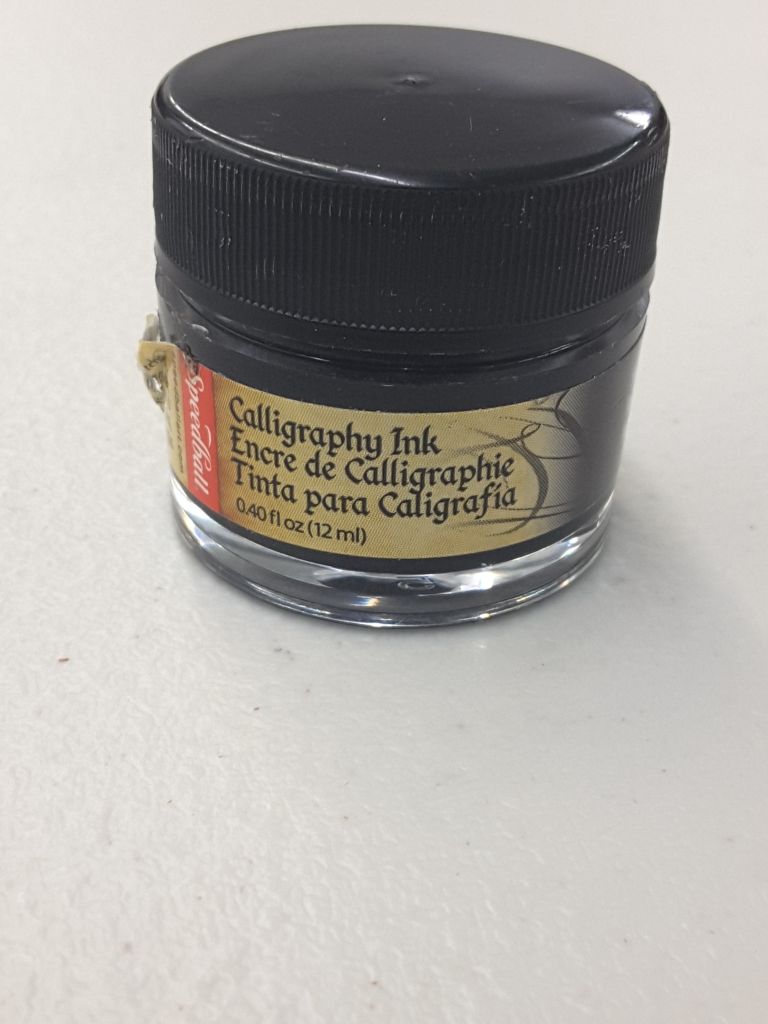 Speedball
Calligraphy Ink
Encre de Calligraphie
Tinta para Caligrafía
0.40 fl oz (12 ml)